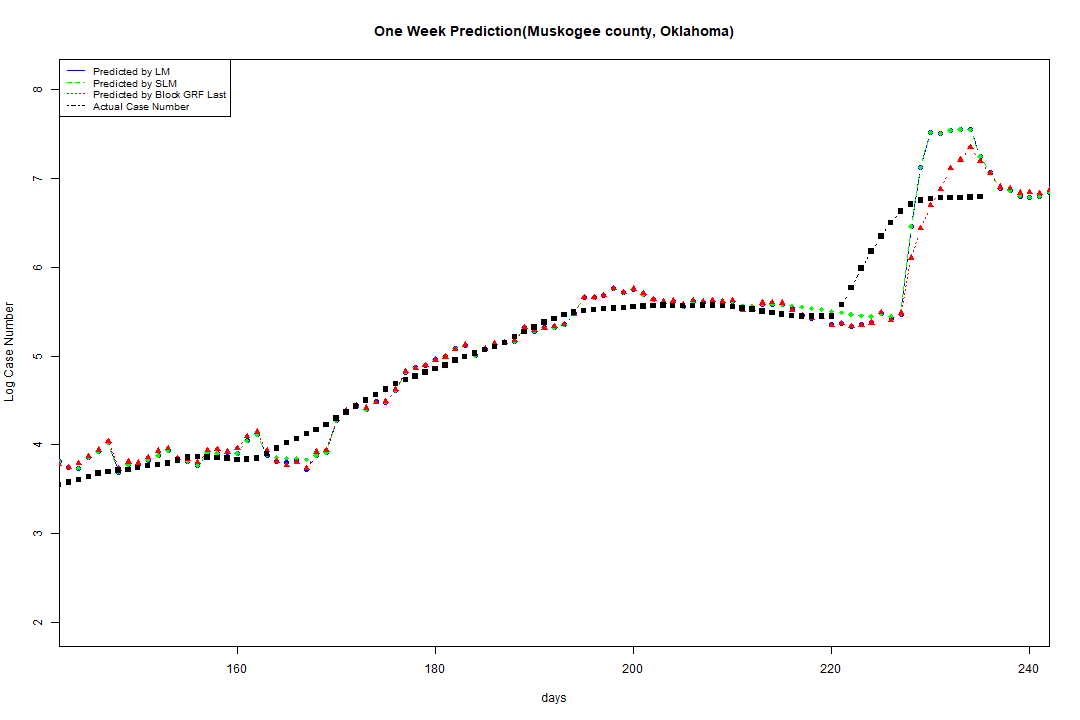 One Week Prediction(Muskogee county, Oklahoma)
Predicted by LM
Predicted by SLM
Predicted by Block GRF Last
Actual Case Number
8
7
6
5
4
3
2
Log Case Number
160 180 200 220 240
days